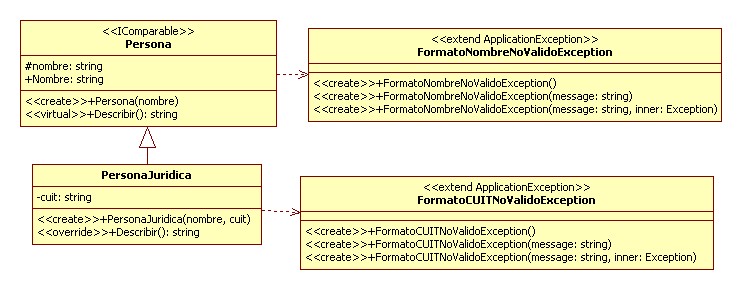 <<IComparable>>
Persona
#nombre: string
+Nombre: string
<<create>>+Persona(nombre)
<<virtual>>+Describir(): string
<<extend ApplicationException>>
FormatoNombreNoValidoException
<<create>>+FormatoNombreNoValidoException()
<<create>>+FormatoNombreNoValidoException(message: string)
<<create>>+FormatoNombreNoValidoException(message: string, inner: Exception)
PersonaJuridica
-cuit: string
<<create>>+PersonaJuridica(nombre, cuit)
<<override>>+Describir(): string
<<extend ApplicationException>>
FormatoCUITNoValidoException
<<create>>+FormatoCUITNoValidoException()
<<create>>+FormatoCUITNoValidoException(message: string)
<<create>>+FormatoCUITNoValidoException(message: string, inner: Exception)